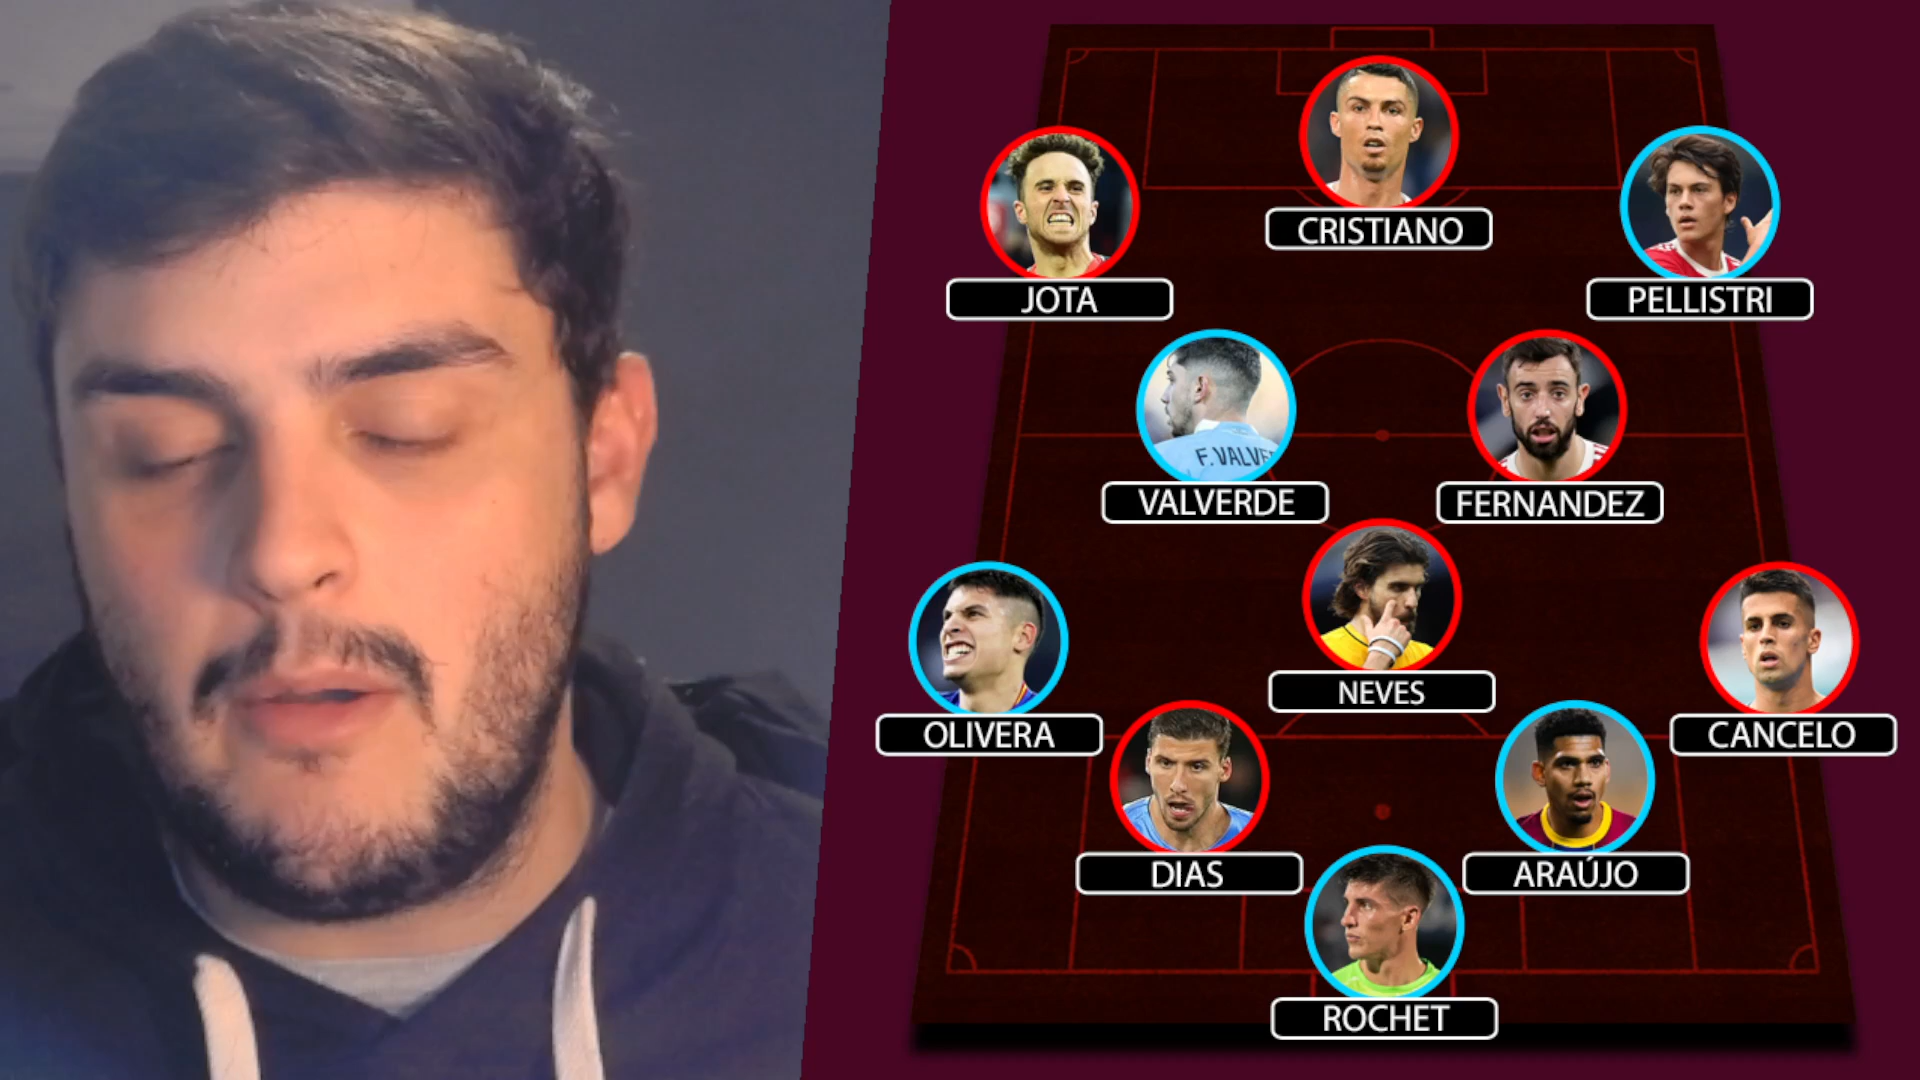 CRISTIANO
JOTA
PELLISTRI
F.VALVE
VALVERDE
FERNANDEZ
NEVES
OLIVERA
CANCELO
DIAS
ARAÚJO
ROCHET